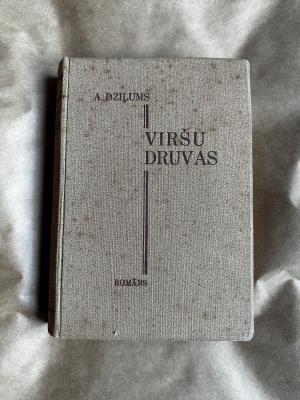 A. DZIĻUMS
VIRŠU
DRUVAS
ROMĀNS